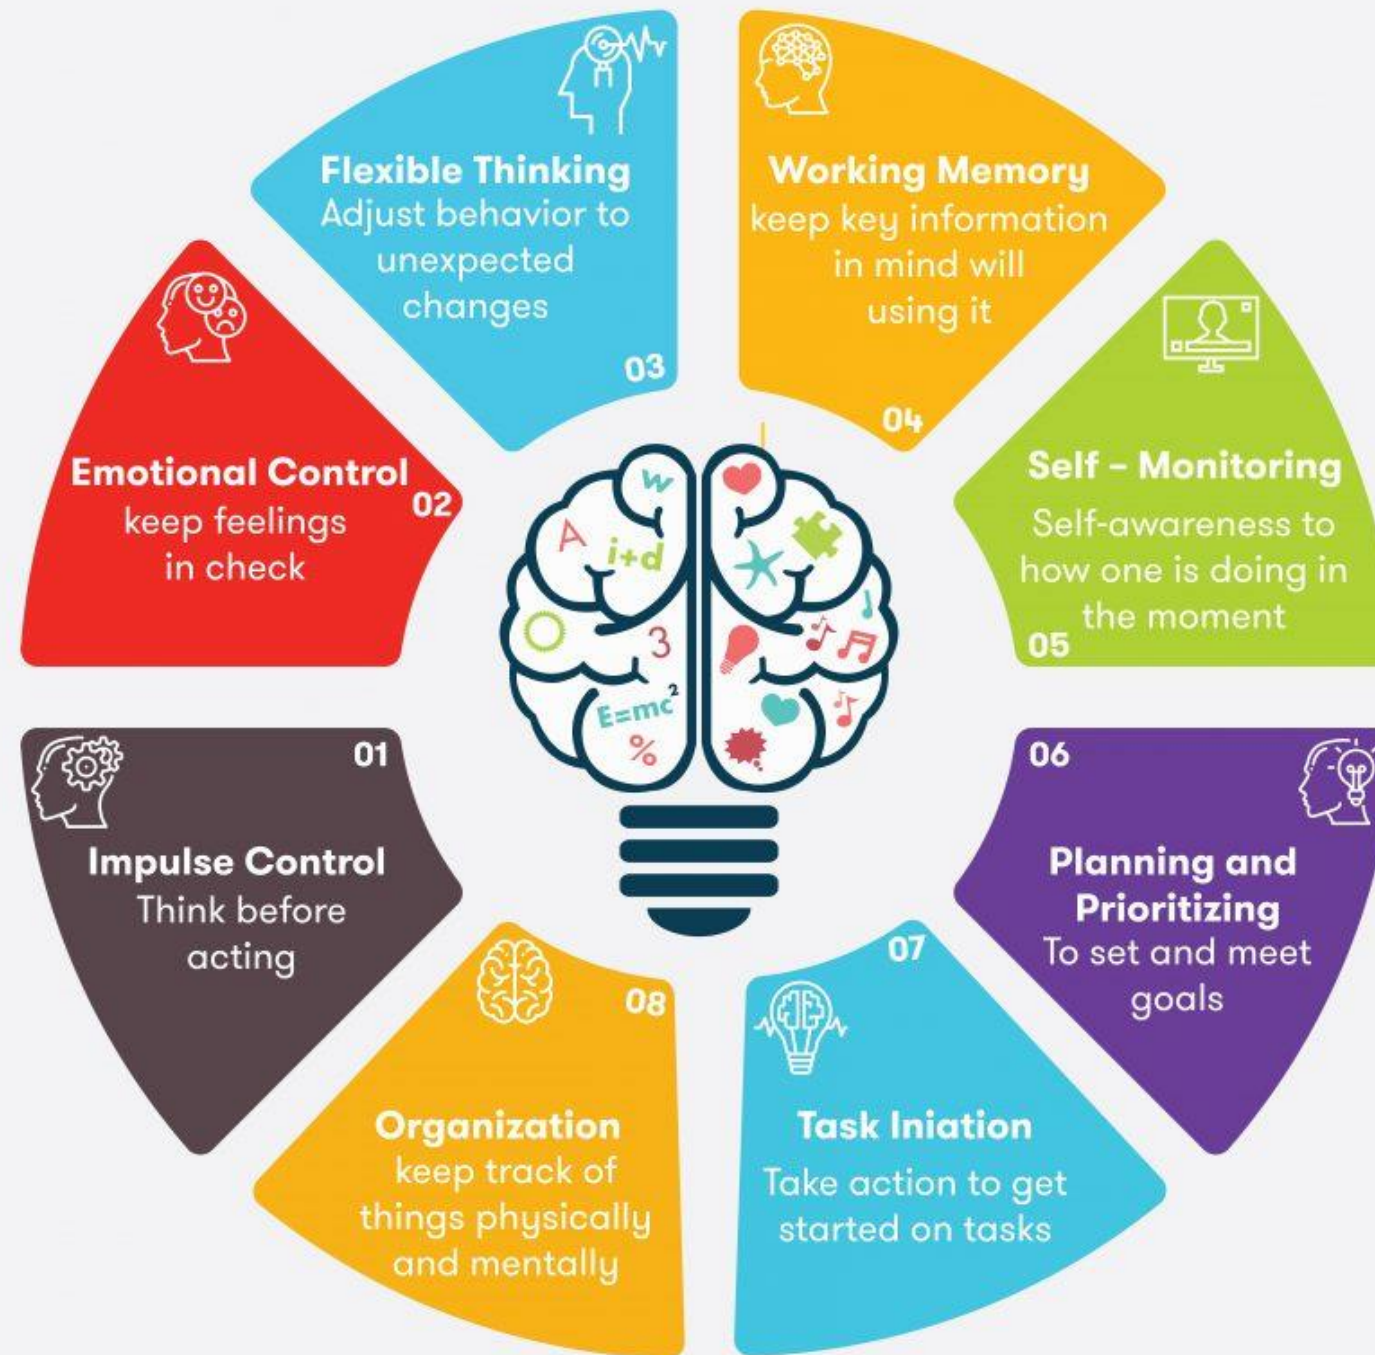 01
Impulse Control
Think before
acting
02
Emotional Control
keep feelings
in check
03
Flexible Thinking
Adjust behavior to
unexpected
changes
04
Working Memory
keep key information
in mind will
using it
05
Self – Monitoring
Self-awareness to
how one is doing in
the moment
06
Planning and
Prioritizing
To set and meet
goals
07
Task Iniation
Take action to get
started on tasks
08
Organization
keep track of
things physically
and mentally
W
A
i+d
3
E=mc²
%